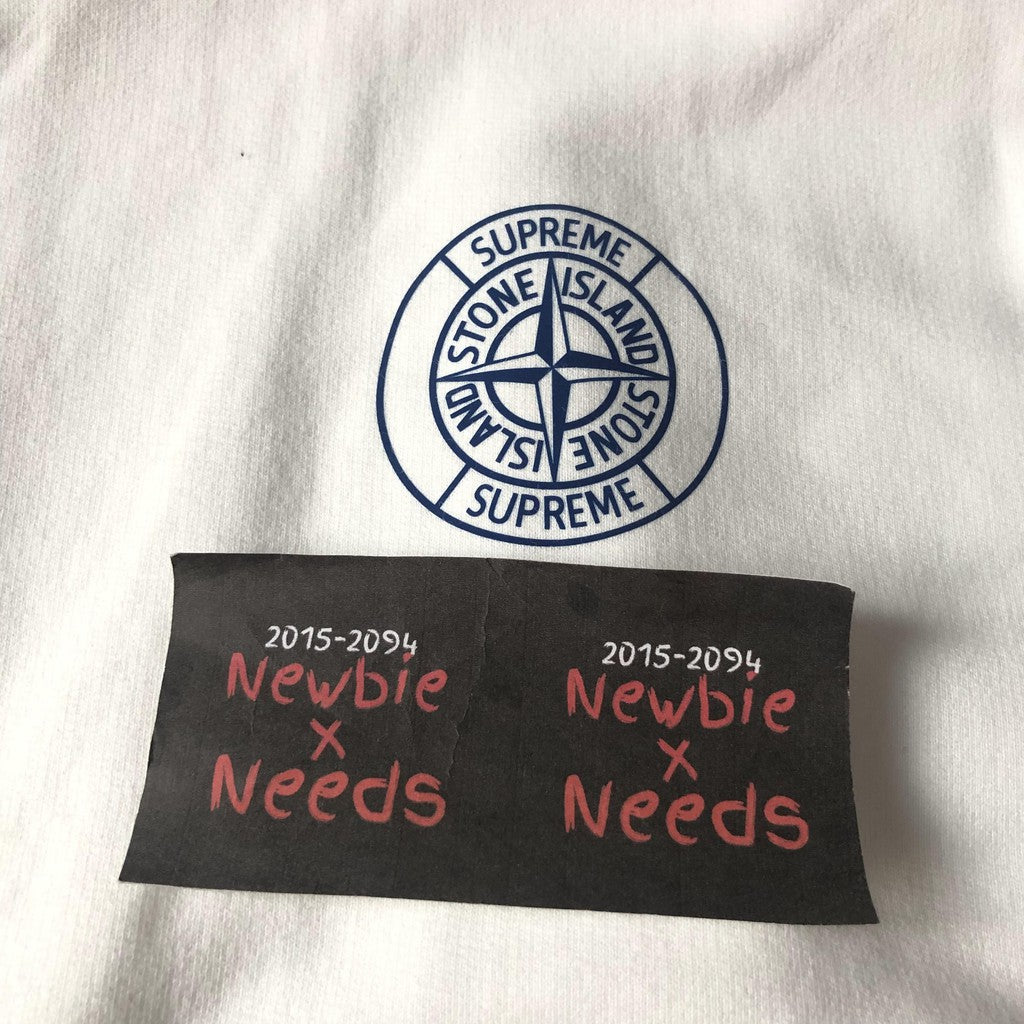 SUPREME
STONE ISLAND
STONE ISLAND
SUPREME
2015-2094
Newbie
x
Needs
2015-2094
Newbie
x
Needs